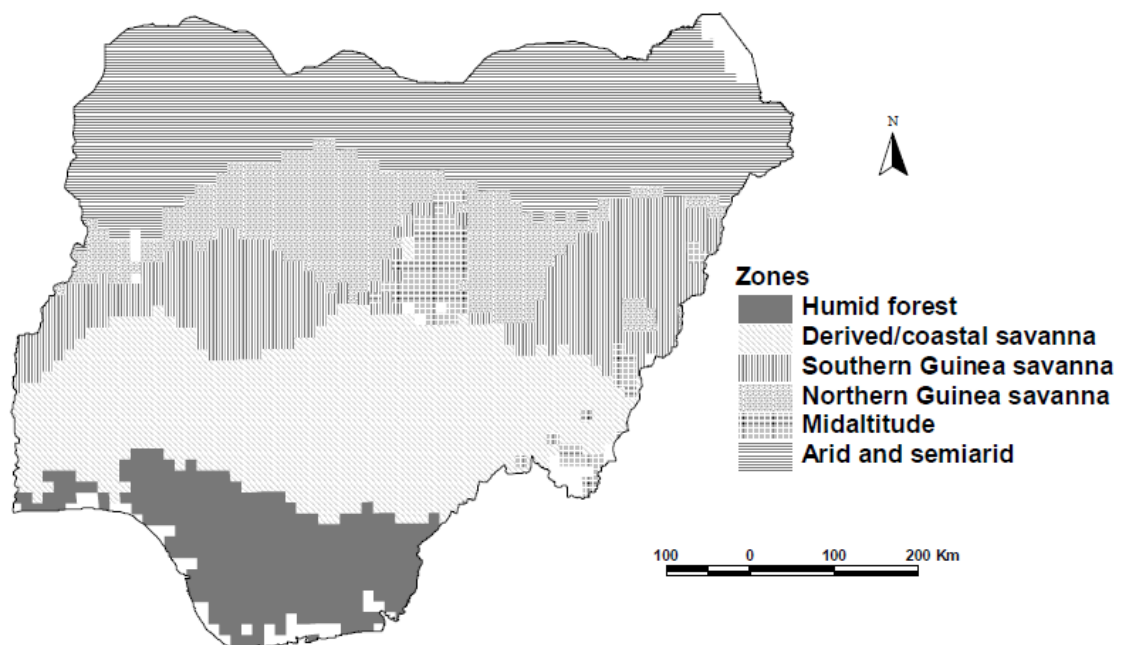 N
Zones
Humid forest
Derived/coastal savanna
Southern Guinea savanna
Northern Guinea savanna
Midaltitude
Arid and semiarid
100 0 100 200 Km